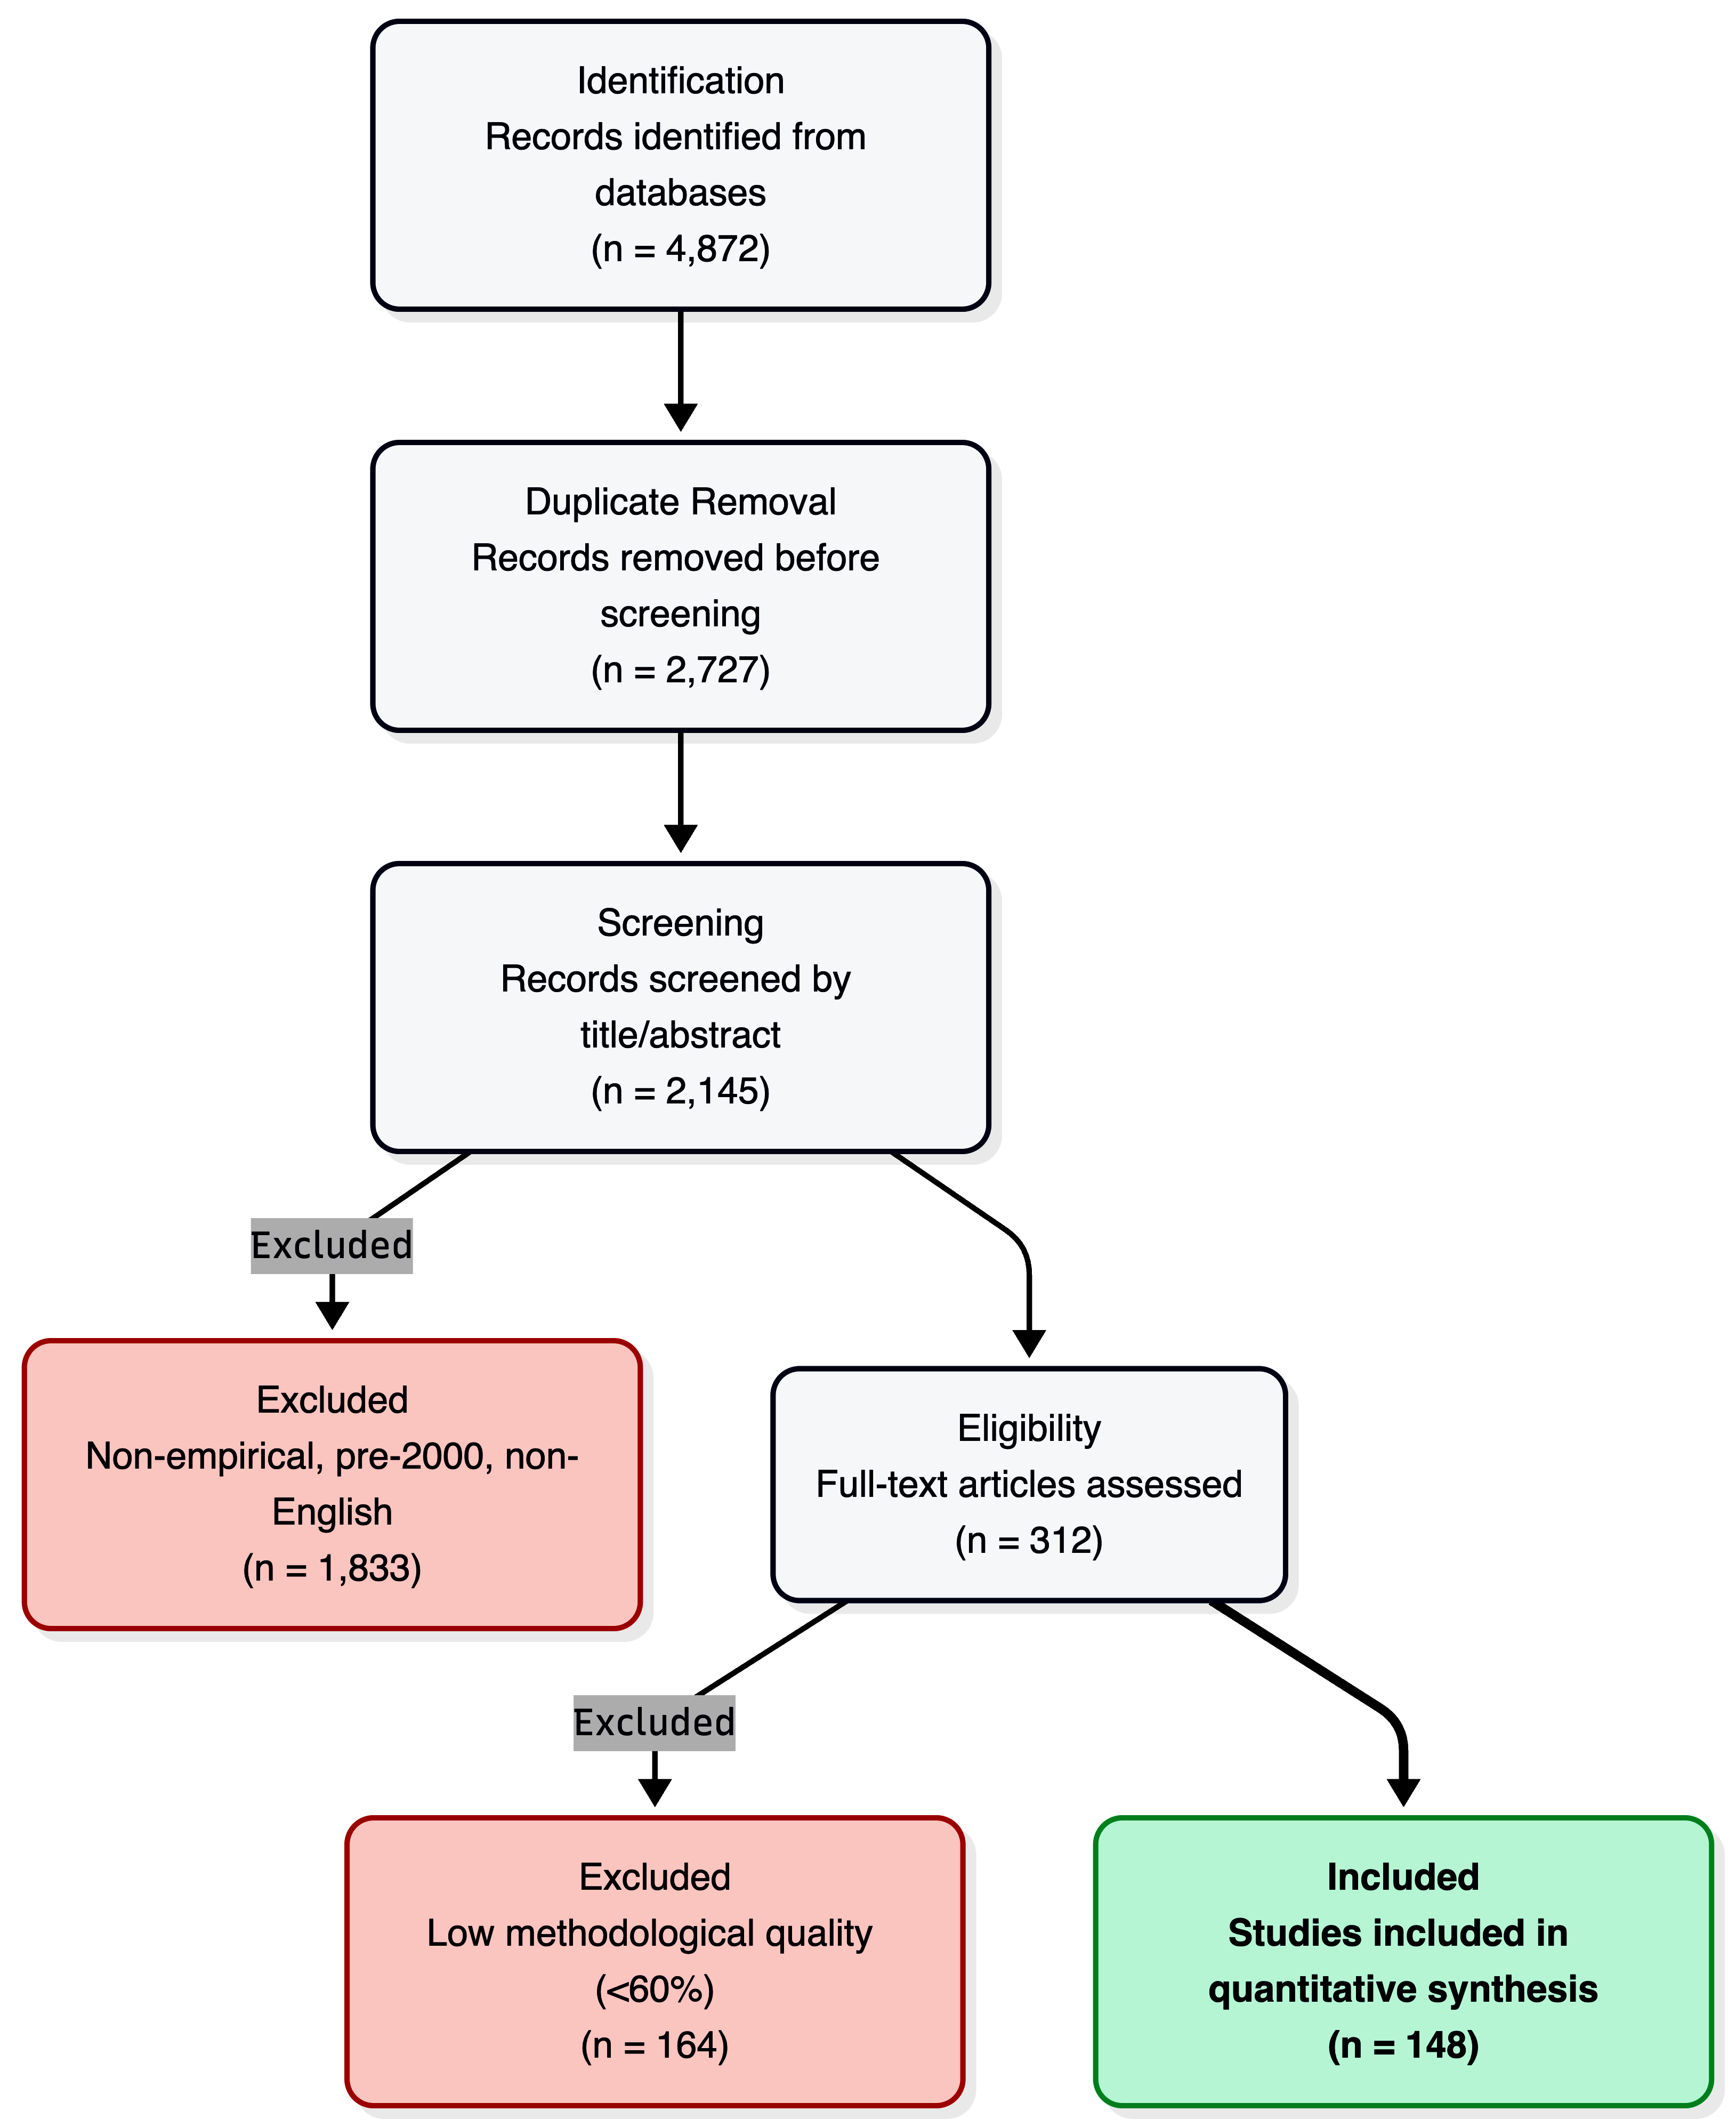 Identification
Records identified from
databases
(n = 4,872)
Duplicate Removal
Records removed before
screening
(n = 2,727)
Screening
Records screened by
title/abstract
(n = 2,145)
Excluded
Excluded
Non-empirical, pre-2000, non-
English
(n = 1,833)
Eligibility
Full-text articles assessed
(n = 312)
Excluded
Excluded
Low methodological quality
(<60%)
(n = 164)
Included
Studies included in
quantitative synthesis
(n = 148)